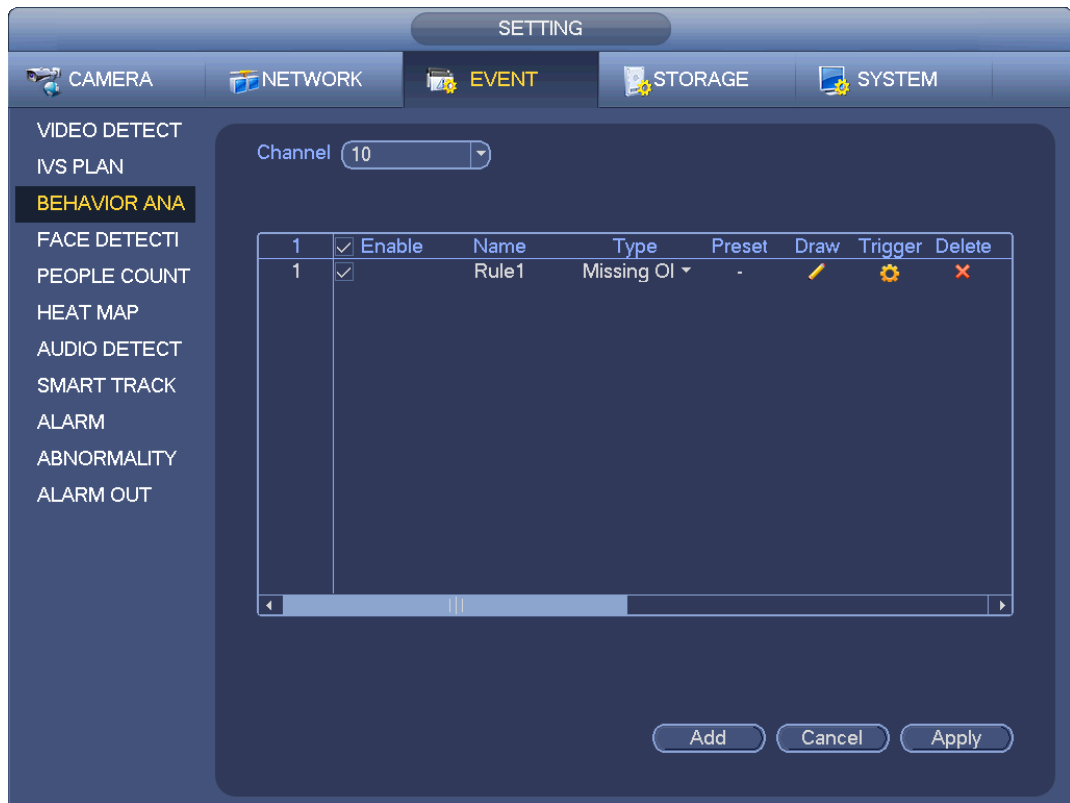 SETTING
CAMERA NETWORK EVENT STORAGE SYSTEM
VIDEO DETECT
IVS PLAN
BEHAVIOR ANA
FACE DETECTI
PEOPLE COUNT
HEAT MAP
AUDIO DETECT
SMART TRACK
ALARM
ABNORMALITY
ALARM OUT
Channel 10
1 Enable Name Type Preset Draw Trigger Delete
1 Rule1 Missing Ol -
Add Cancel Apply